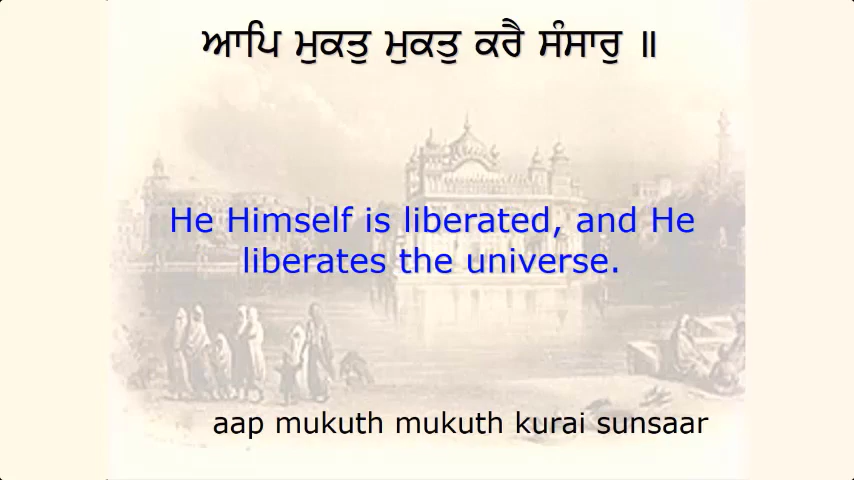 ਆਪਿ ਮੁਕਤੁ ਮੁਕਤੁ ਕਰੈ ਸੰਸਾਰੁ ॥
He Himself is liberated, and He
liberates the universe.
aap mukuth mukuth kurai sunsaar